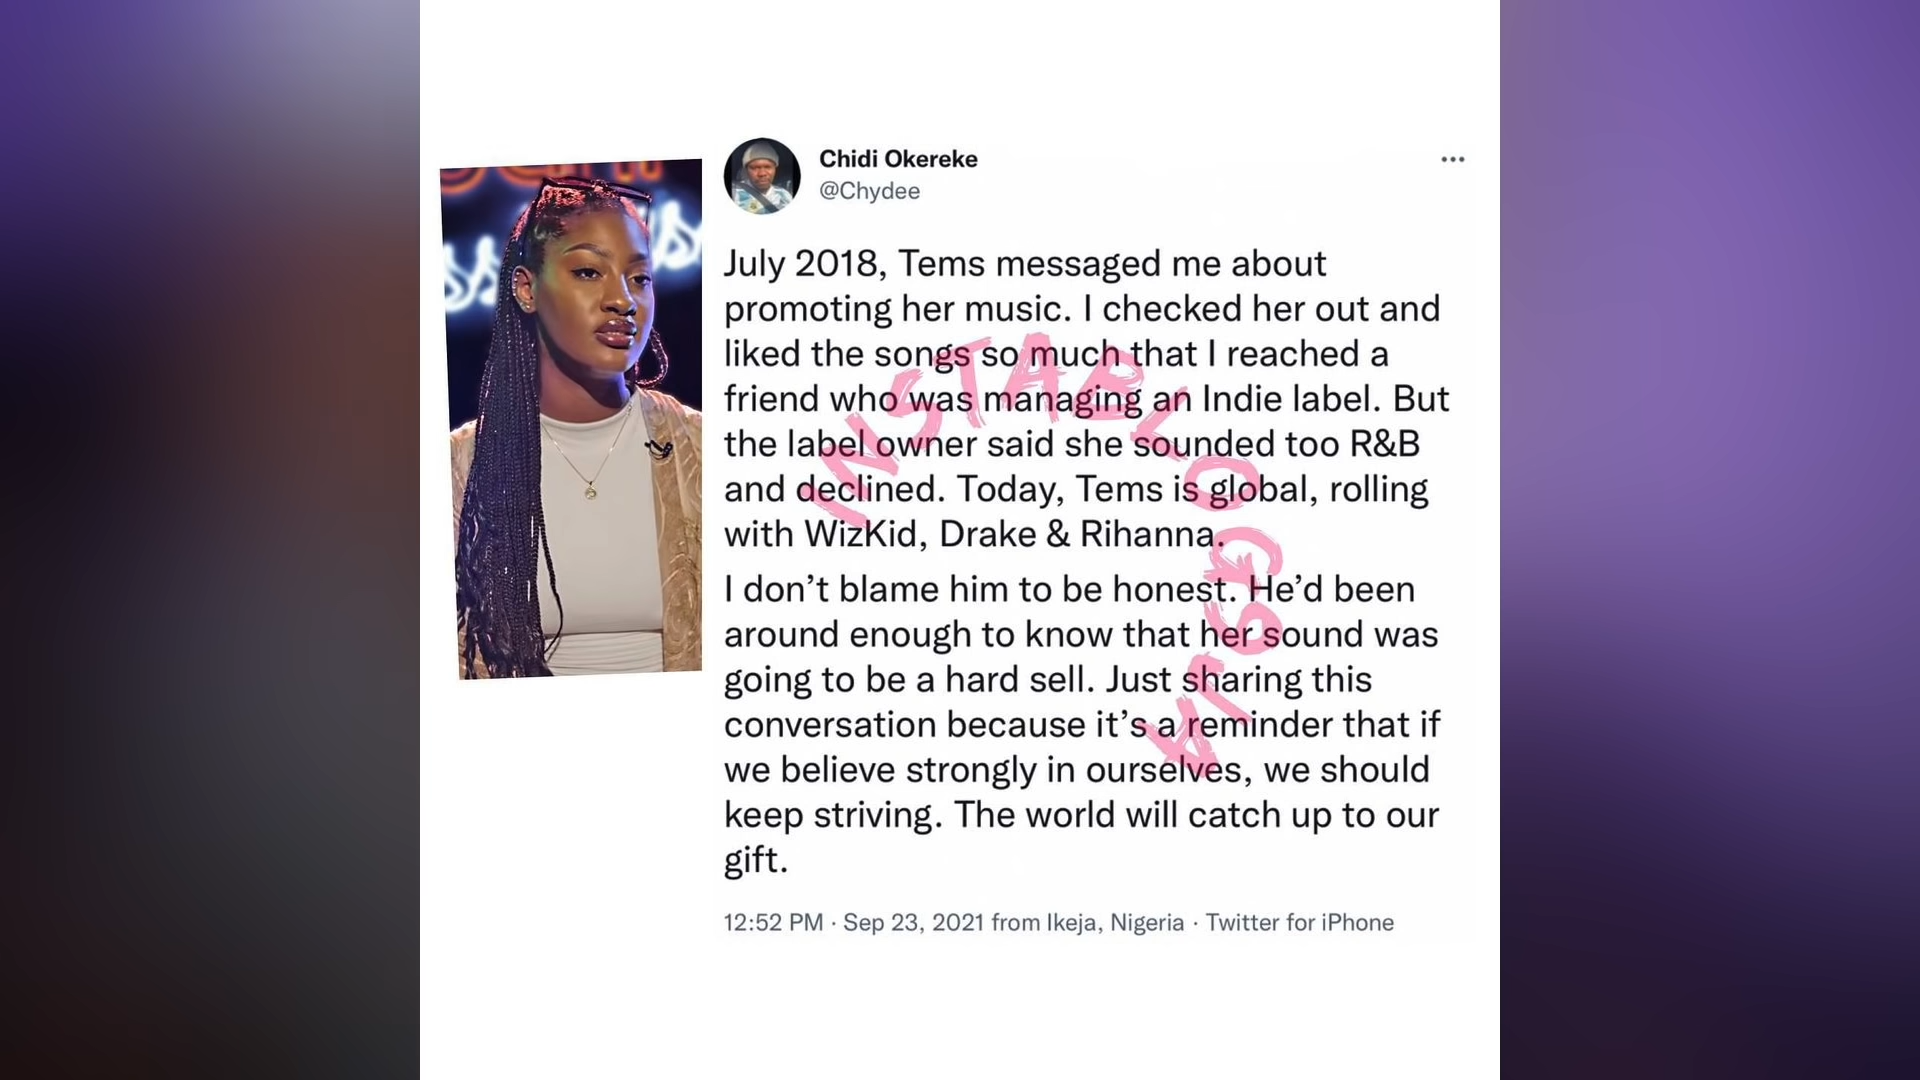 Chidi Okereke
@Chydee
July 2018, Tems messaged me about
promoting her music. I checked her out and
liked the songs so much that I reached a
friend who was managing an Indie label. But
the label owner said she sounded too R&B
and declined. Today, Tems is global, rolling
with WizKid, Drake & Rihanna.
I don’t blame him to be honest. He’d been
around enough to know that her sound was
going to be a hard sell. Just sharing this
conversation because it’s a reminder that if
we believe strongly in ourselves, we should
keep striving. The world will catch up to our
gift.
12:52 PM · Sep 23, 2021 from Ikeja, Nigeria · Twitter for iPhone
INSTABLOG9JA